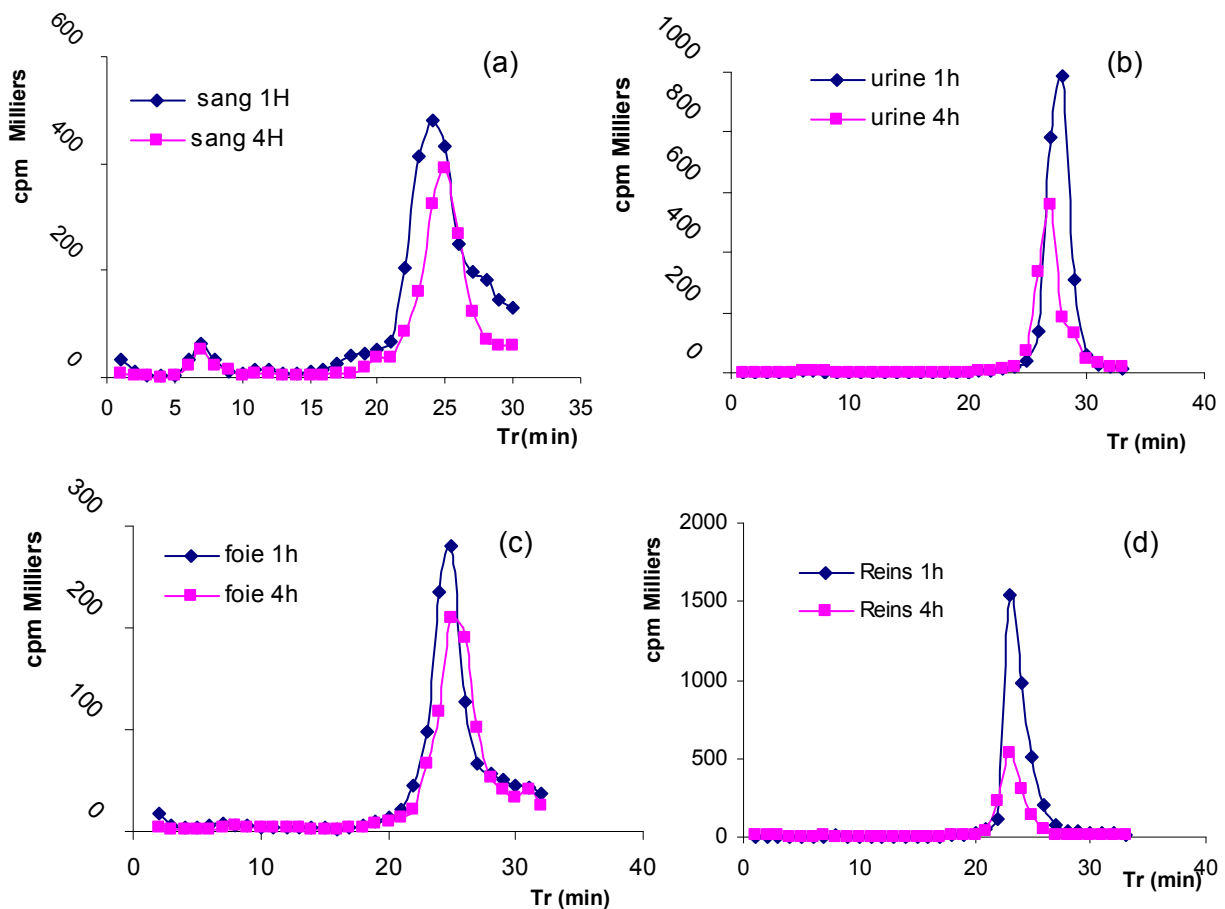 (a)
cpm Milliers
600
400
200
0
sang 1H
sang 4H
0 5 10 15 20 25 30 35
Tr(min)
(b)
cpm Milliers
1000
800
600
400
200
0
urine 1h
urine 4h
0 10 20 30 40
Tr (min)
(c)
cpm Milliers
300
200
100
0
foie 1h
foie 4h
0 10 20 30 40
Tr (min)
(d)
cpm Milliers
2000
1500
1000
500
0
Reins 1h
Reins 4h
0 10 20 30 40
Tr (min)